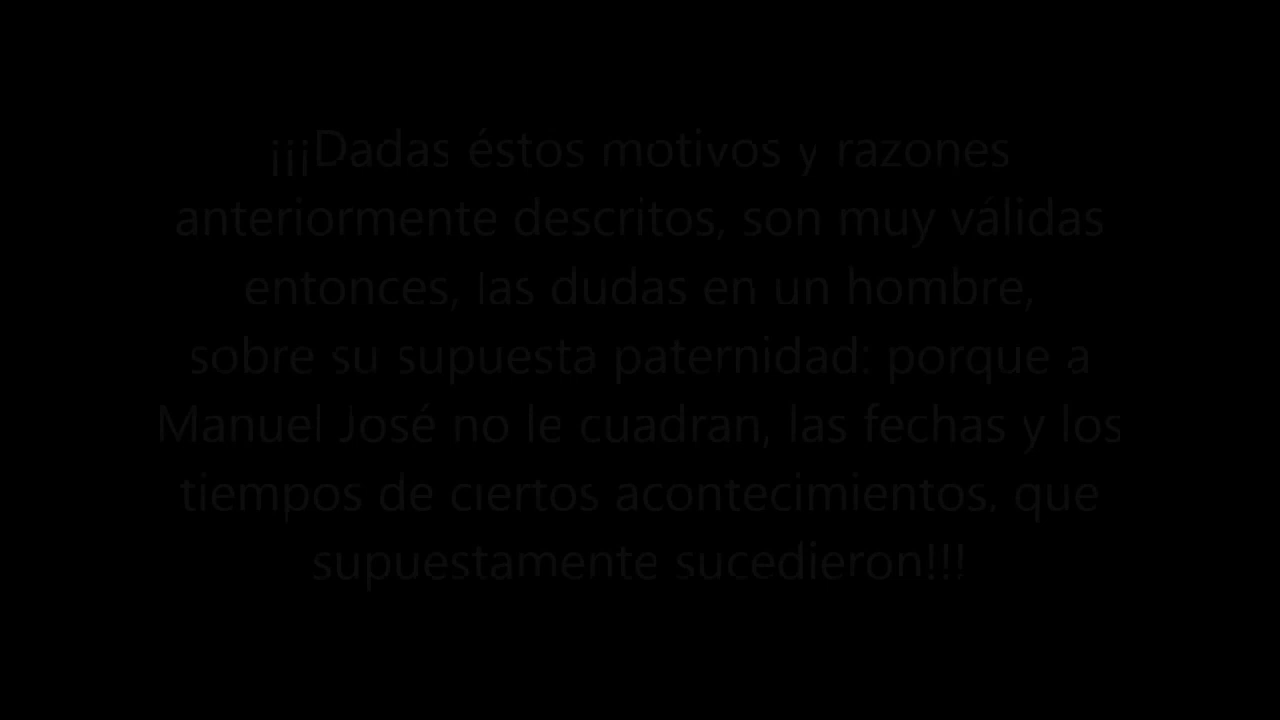 ¡¡¡Dadas éstos motivos y razones
anteriormente descritos, son muy válidas
entonces, las dudas en un hombre,
sobre su supuesta paternidad: porque a
Manuel José no le cuadran, las fechas y los
tiempos de ciertos acontecimientos, que
supuestamente sucedieron!!!